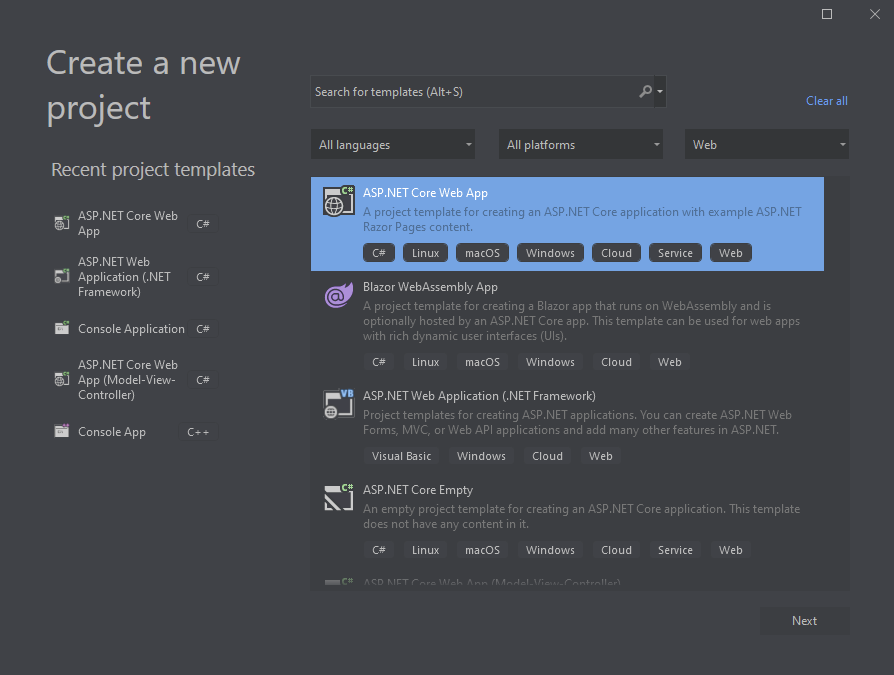 Create a new
project
Recent project templates
ASP.NET Core Web
App
C#
ASP.NET Web
Application (.NET
Framework)
C#
Console Application
C#
ASP.NET Core Web
App (Model-View-
Controller)
C#
Console App
C++
Search for templates (Alt+S)
Clear all
All languages
All platforms
Web
C#
ASP.NET Core Web App
A project template for creating an ASP.NET Core application with example ASP.NET
Razor Pages content.
C# Linux macOS Windows Cloud Service Web
Blazor WebAssembly App
A project template for creating a Blazor app that runs on WebAssembly and is
optionally hosted by an ASP.NET Core app. This template can be used for web apps
with rich dynamic user interfaces (UIs).
C# Linux macOS Windows Cloud Web
VB
ASP.NET Web Application (.NET Framework)
Project templates for creating ASP.NET applications. You can create ASP.NET Web
Forms, MVC, or Web API applications and add many other features in ASP.NET.
Visual Basic Windows Cloud Web
C#
ASP.NET Core Empty
An empty project template for creating an ASP.NET Core application. This template
does not have any content in it.
C# Linux macOS Windows Cloud Service Web
C#
ASP.NET Core Web App (Model-View-Controller)
Next